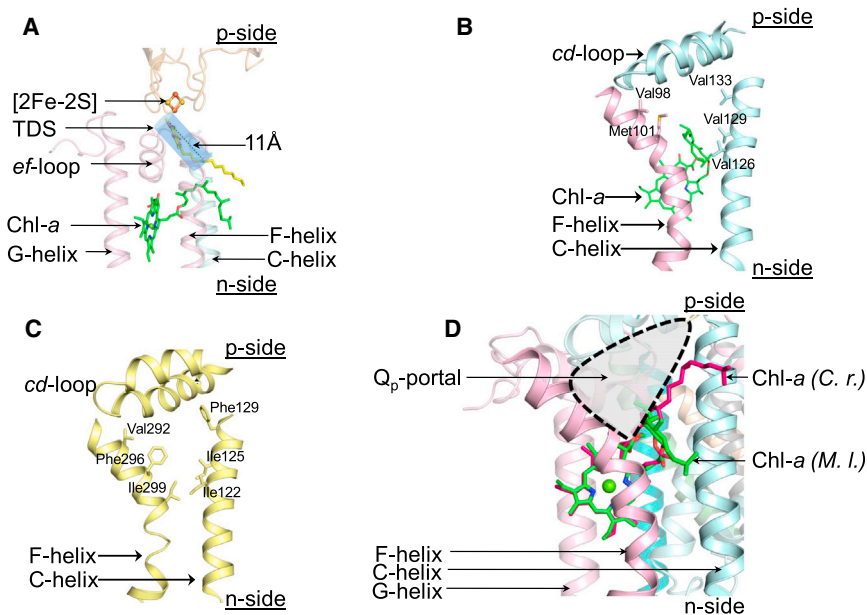 A
p-side
[2Fe-2S]
TDS
11Å
ef-loop
Chl-a
G-helix
F-helix
C-helix
n-side
B
p-side
cd-loop
Val133
Val98
Val129
Met101
Val126
Chl-a
F-helix
C-helix
n-side
C
p-side
cd-loop
Phe129
Val292
Phe296
Ile125
Ile299
Ile122
F-helix
C-helix
n-side
D
p-side
Qp-portal
Chl-a (C. r.)
Chl-a (M. l.)
F-helix
C-helix
G-helix
n-side